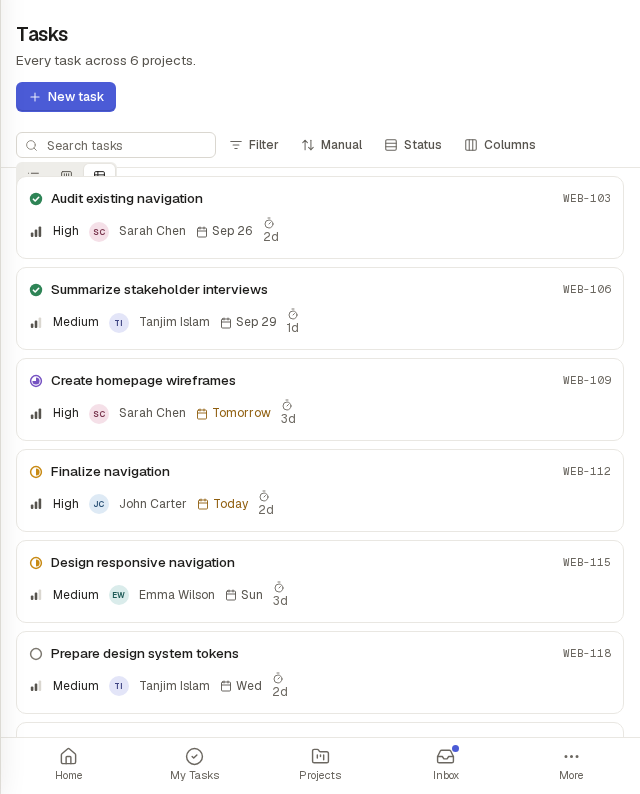 Tasks
Every task across 6 projects.
New task
Search tasks
Filter
Manual
Status
Columns
Audit existing navigation
WEB-103
High
SC
Sarah Chen
Sep 26
2d
Summarize stakeholder interviews
WEB-106
Medium
TI
Tanjim Islam
Sep 29
1d
Create homepage wireframes
WEB-109
High
SC
Sarah Chen
Tomorrow
3d
Finalize navigation
WEB-112
High
JC
John Carter
Today
2d
Design responsive navigation
WEB-115
Medium
EW
Emma Wilson
Sun
3d
Prepare design system tokens
WEB-118
Medium
TI
Tanjim Islam
Wed
2d
Home
My Tasks
Projects
Inbox
More